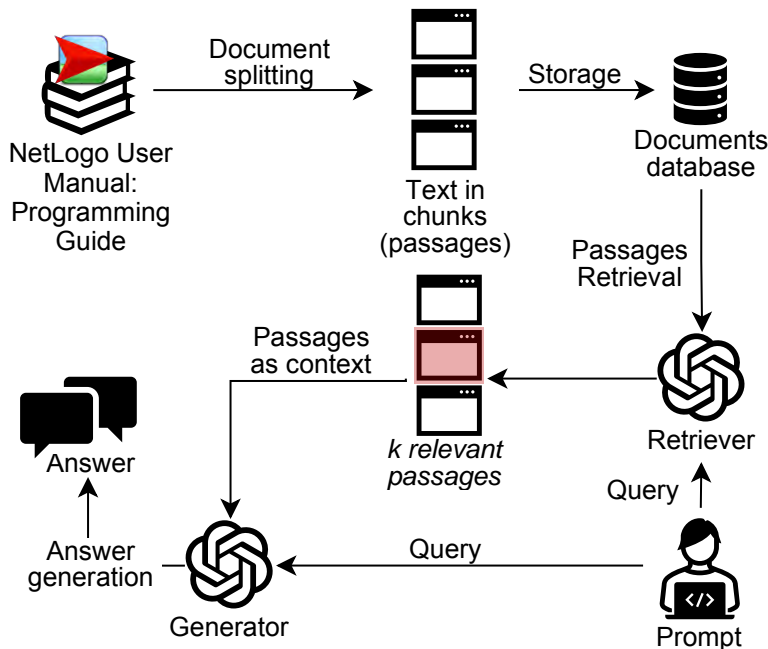 Document
splitting
Storage
NetLogo User
Manual:
Programming
Guide
Text in
chunks
(passages)
Documents
database
Passages
Retrieval
Passages
as context
k relevant
passages
Retriever
Answer
Query
Answer
generation
Query
Generator
</>
Prompt